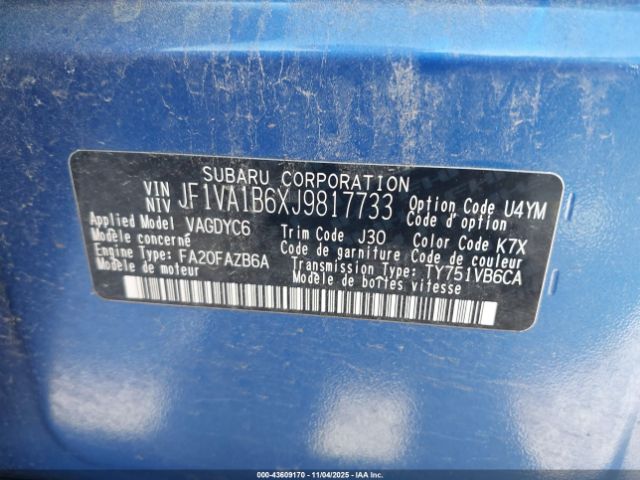 SUBARU CORPORATION
VIN NIV JF1VA1B6XJ9817733 Option Code U4YM
Code d'option
Applied Model VAGDYC6 Trim Code J30 Color Code K7X
Modèle concerné Code de garniture Code de couleur
Engine Type: FA20FAZB6A Transmission Type: TY751VB6CA
Modèle de moteur Modèle de boîtes vitesse
000-43609170 - 11/04/2025 - IAA Inc.